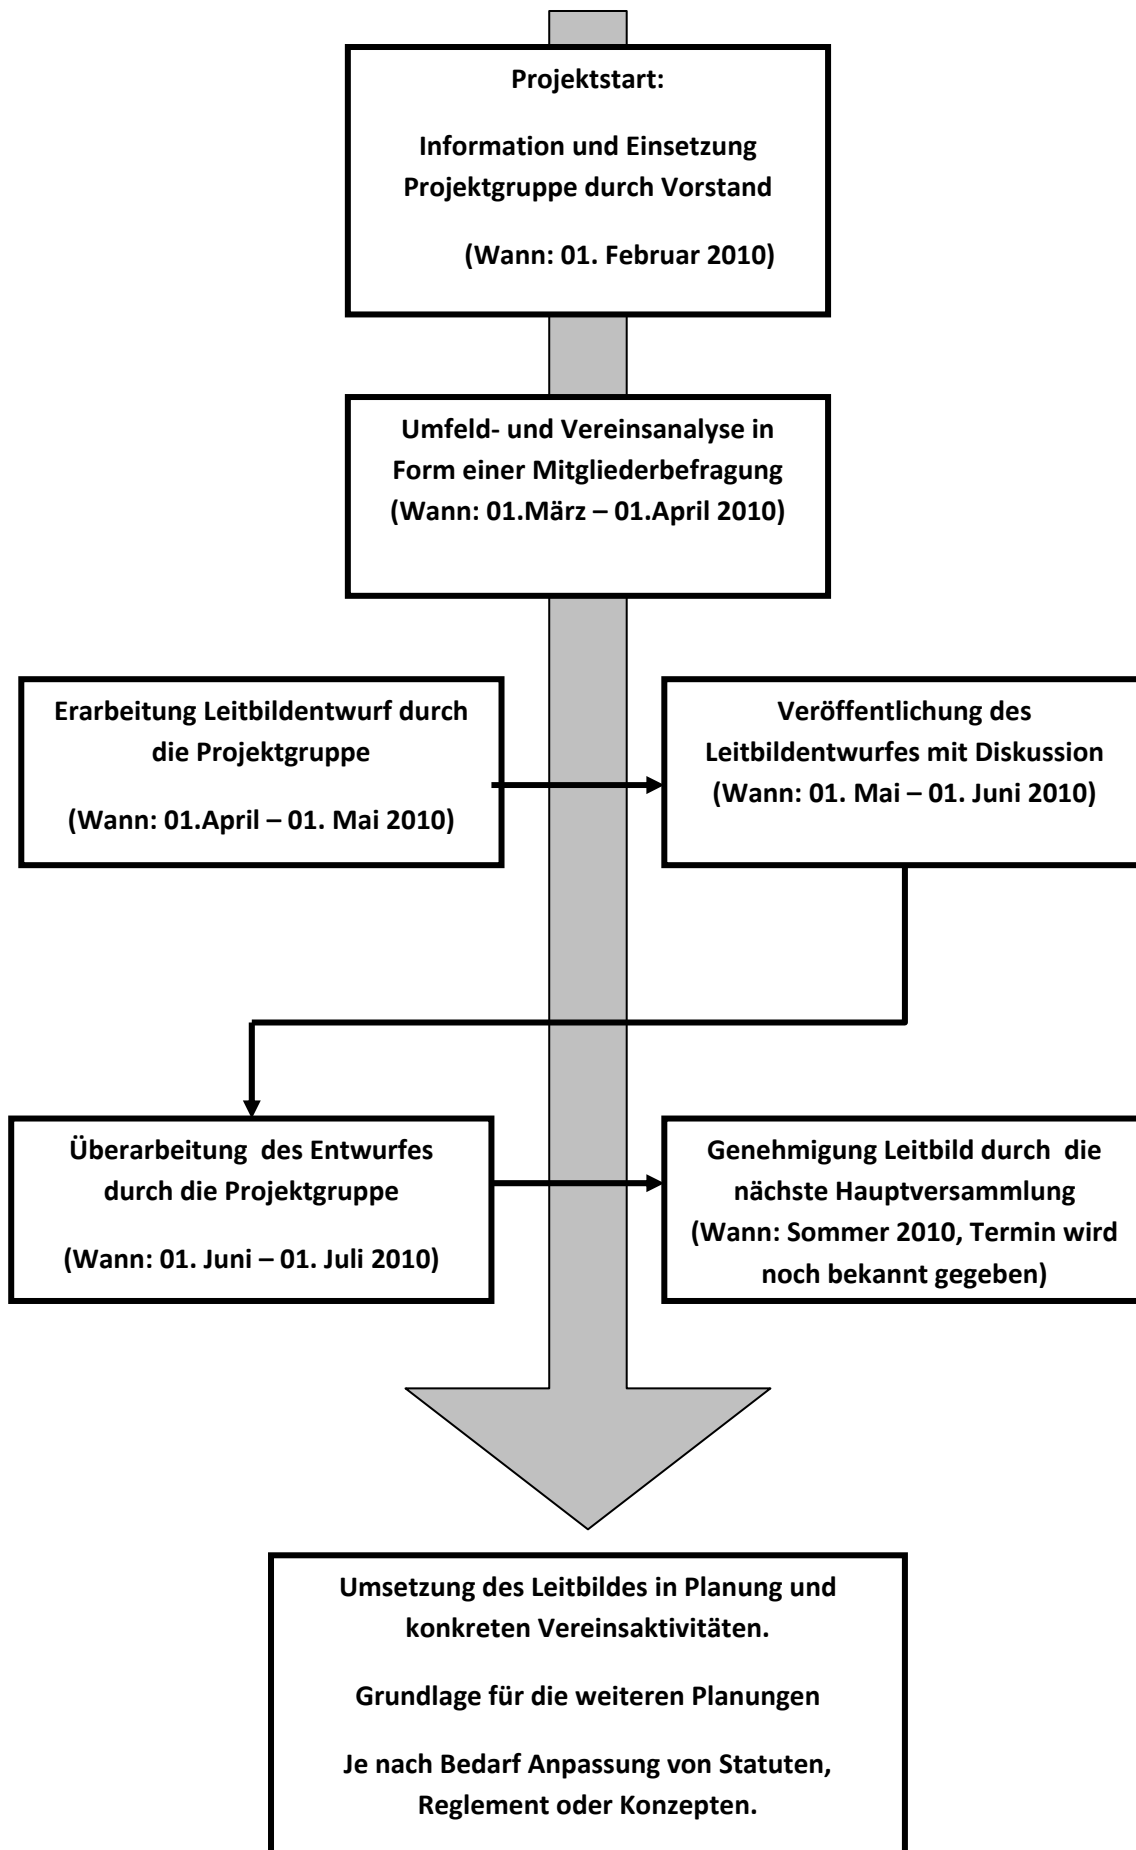 Projektstart:
Information und Einsetzung
Projektgruppe durch Vorstand
(Wann: 01. Februar 2010)
Umfeld- und Vereinsanalyse in
Form einer Mitgliederbefragung
(Wann: 01.März – 01.April 2010)
Erarbeitung Leitbildentwurf durch
die Projektgruppe
(Wann: 01.April – 01. Mai 2010)
Veröffentlichung des
Leitbildentwurfes mit Diskussion
(Wann: 01. Mai – 01. Juni 2010)
Überarbeitung  des Entwurfes
durch die Projektgruppe
(Wann: 01. Juni – 01. Juli 2010)
Genehmigung Leitbild durch  die
nächste Hauptversammlung
(Wann: Sommer 2010, Termin wird
noch bekannt gegeben)
Umsetzung des Leitbildes in Planung und
konkreten Vereinsaktivitäten.
Grundlage für die weiteren Planungen
Je nach Bedarf Anpassung von Statuten,
Reglement oder Konzepten.